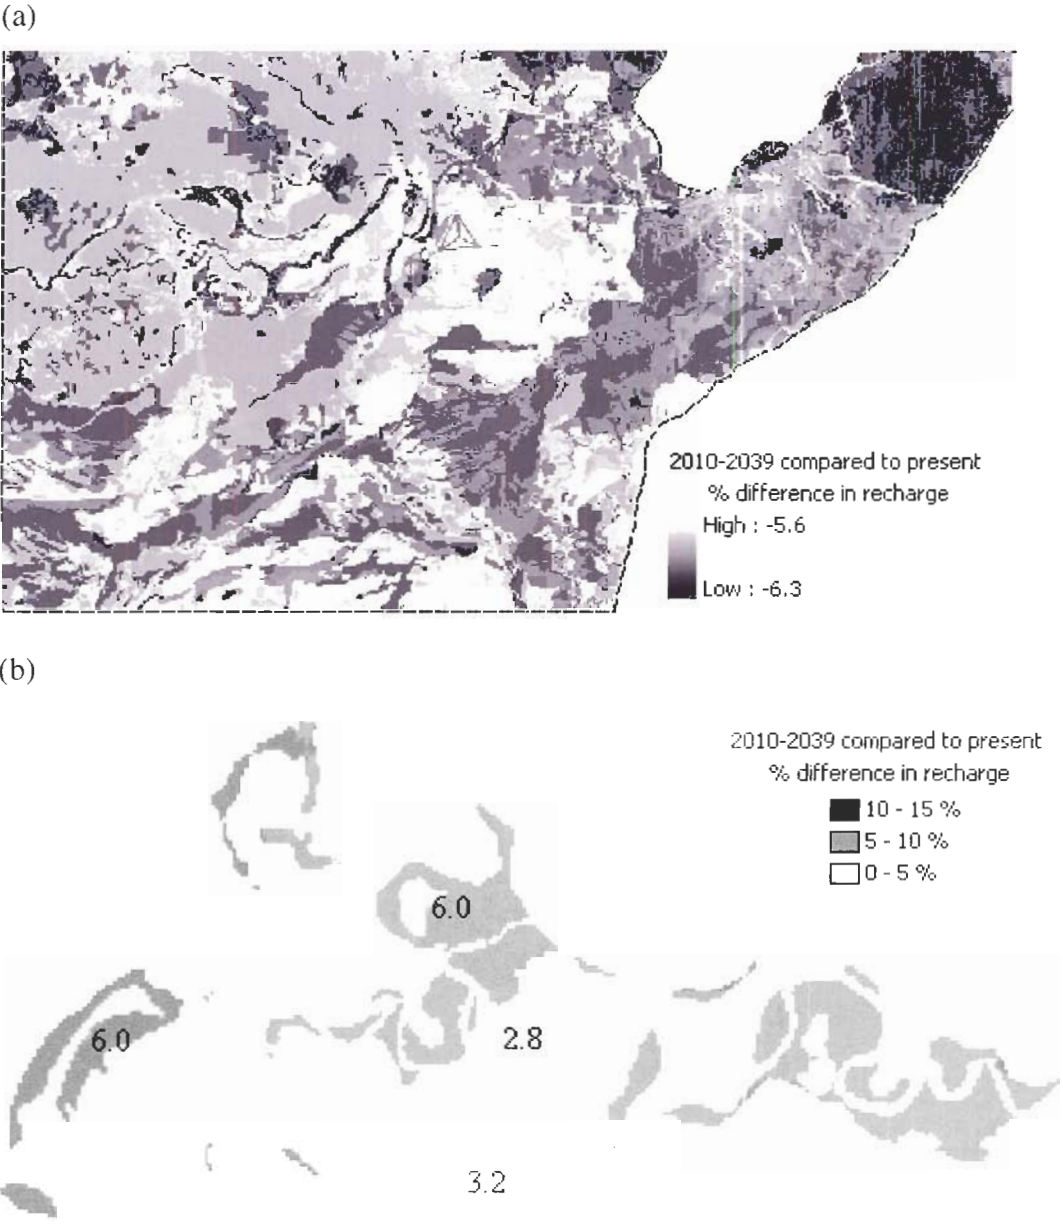 (a)
2010-2039 compared to present
% difference in recharge
High : -5.6
Low : -6.3
(b)
2010-2039 compared to present
% difference in recharge
10 - 15 %
5 - 10 %
0 - 5 %
6.0
6.0
2.8
3.2